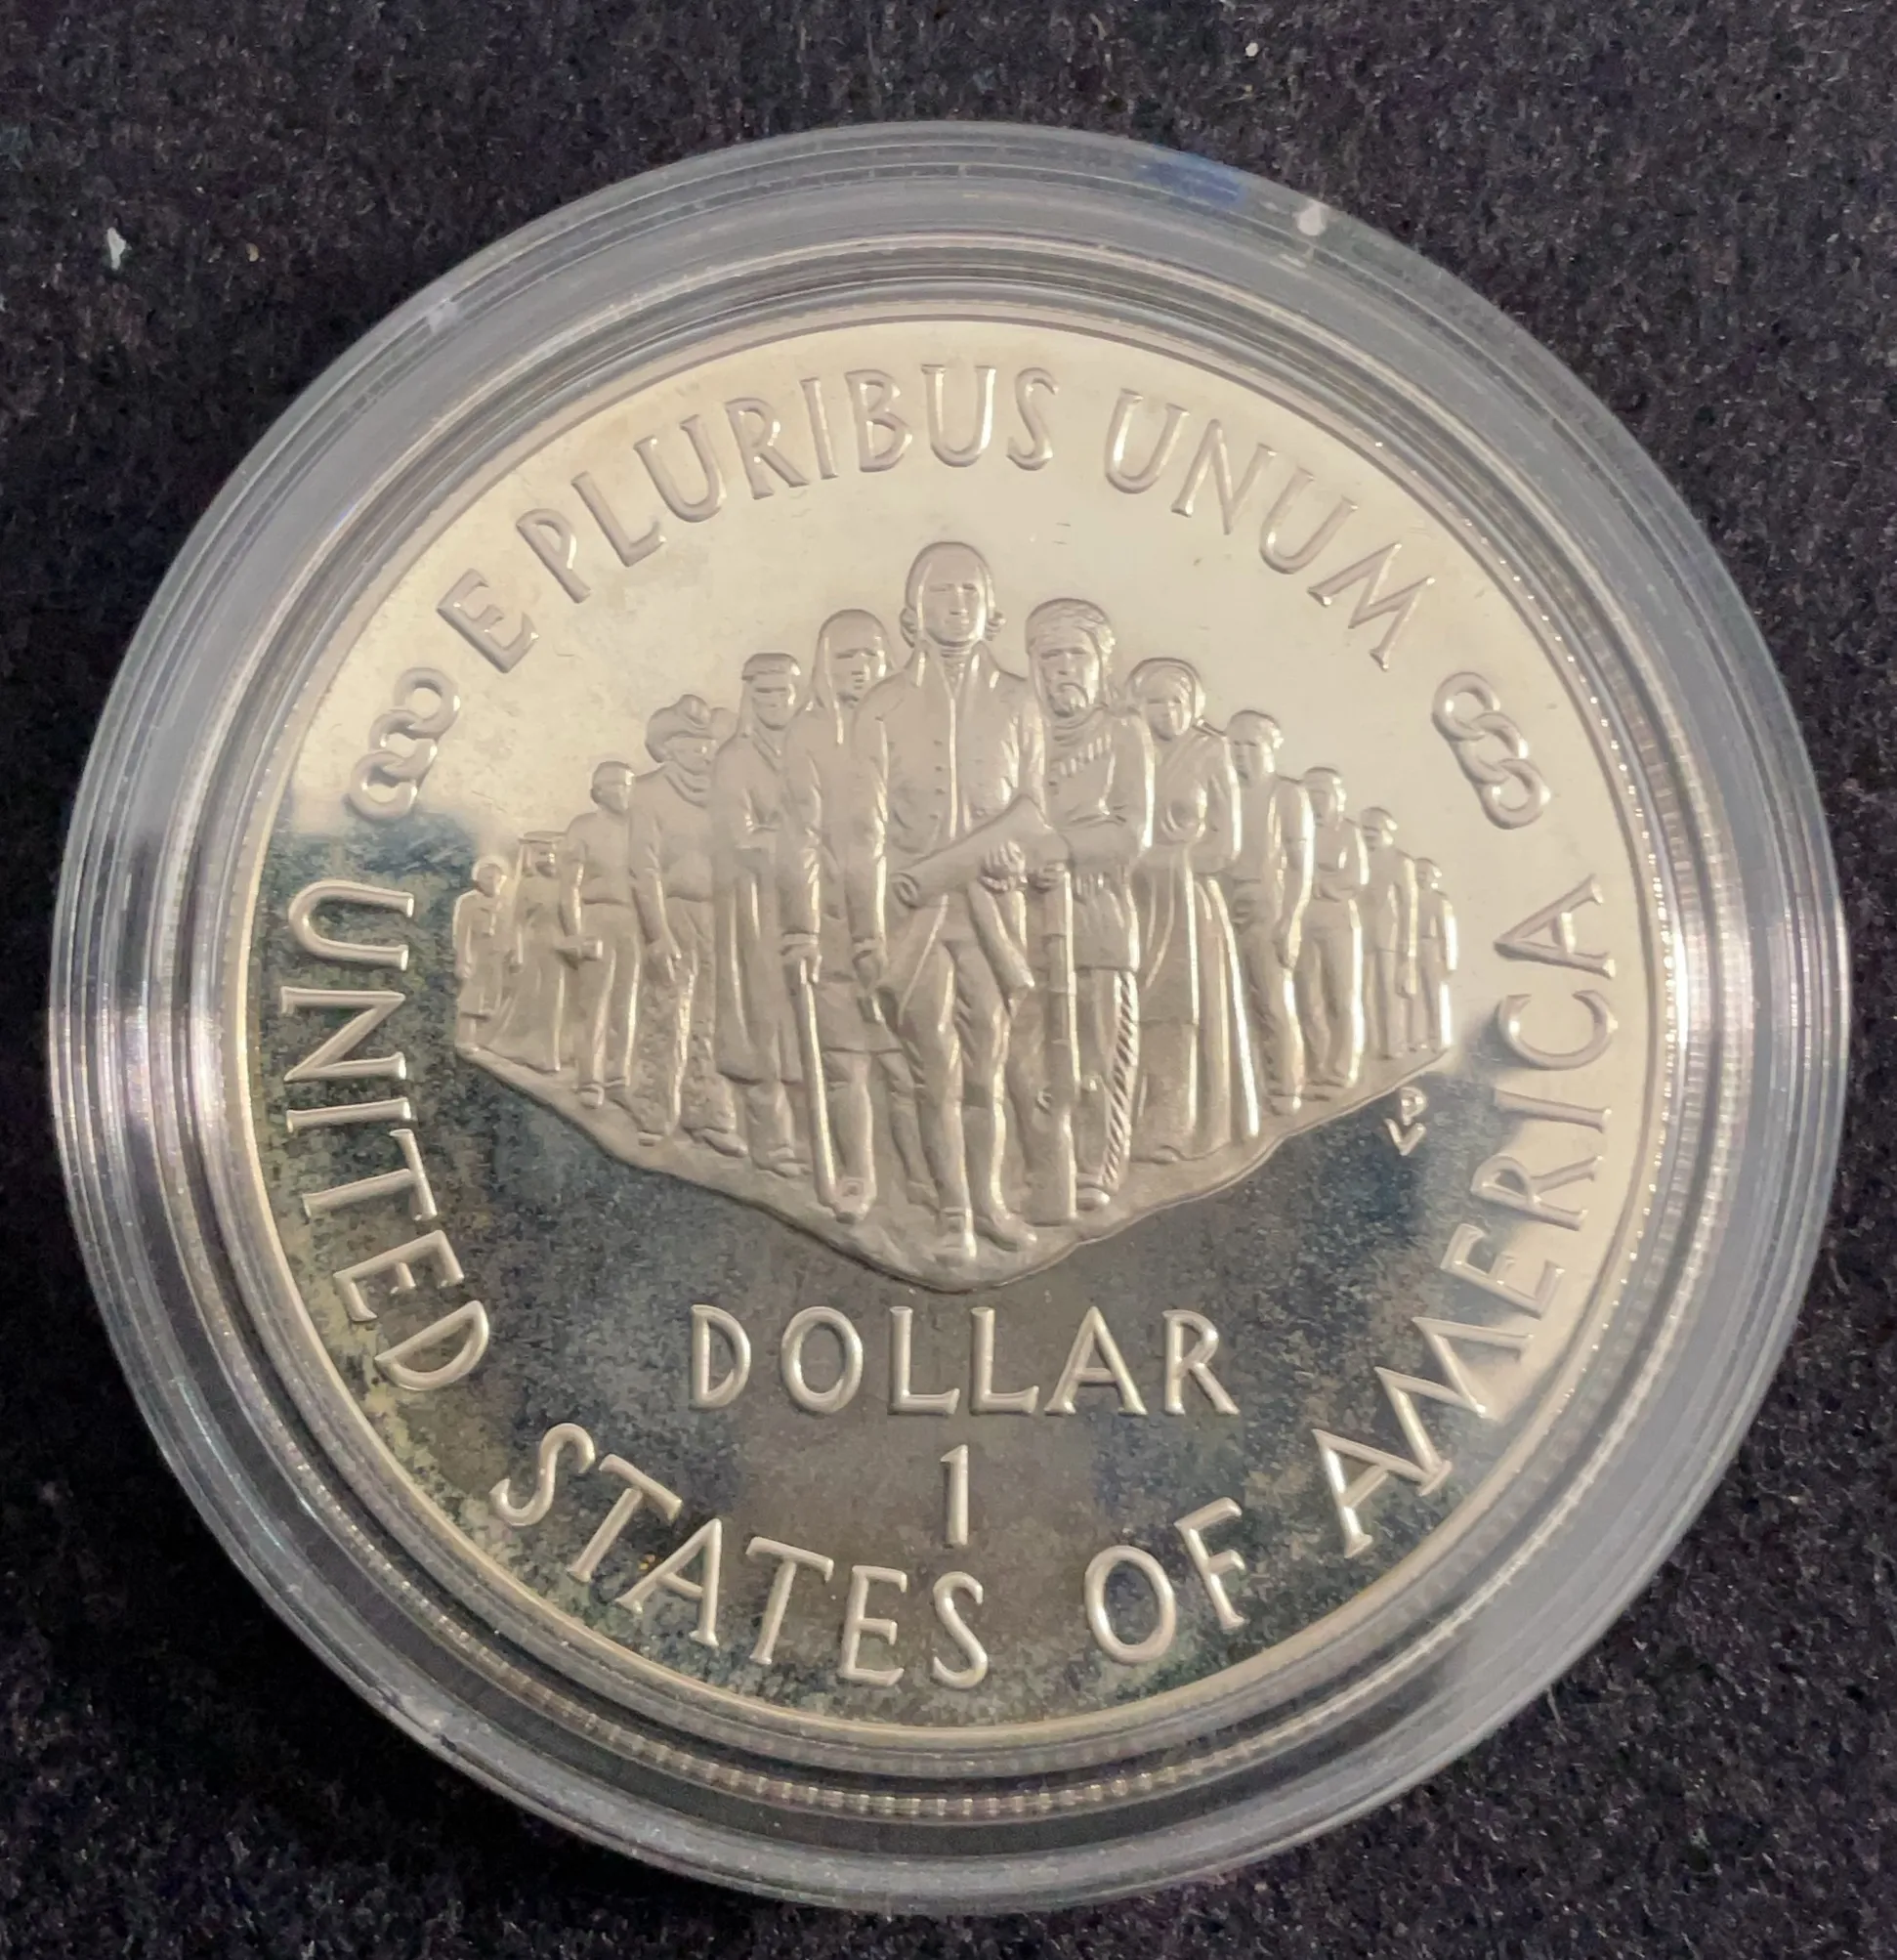 E PLURIBUS UNUM
DOLLAR
1
UNITED STATES OF AMERICA